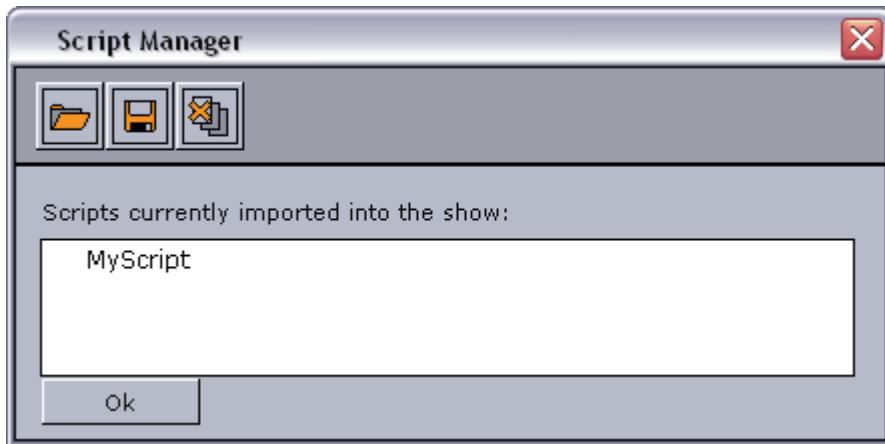 Script Manager
Scripts currently imported into the show:
MyScript
Ok